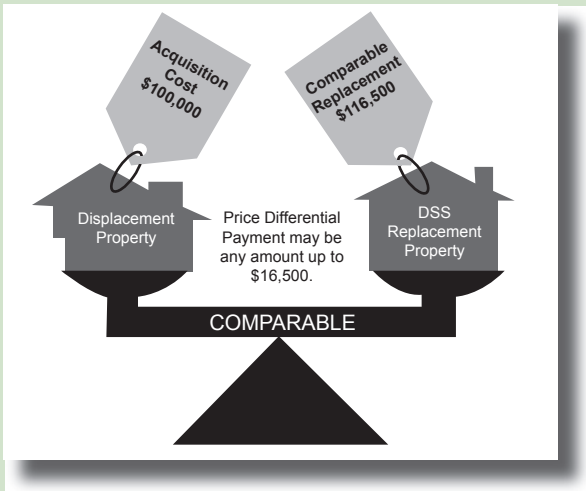 Acquisition
Cost
$100,000
Comparable
Replacement
$116,500
Displacement
Property
Price Differential
Payment may be
any amount up to
$16,500.
DSS
Replacement
Property
COMPARABLE